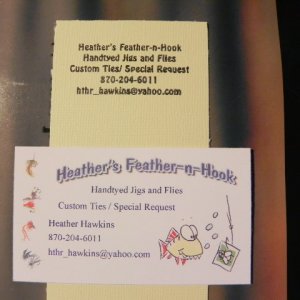 Heather's Feather-n-Hook
Handtyed Jigs and Flies
Custom Ties/ Special Request
870-204-6011
hthr_hawkins@yahoo.com
Heather's Feather-n-Hook
Handtyed Jigs and Flies
Custom Ties / Special Request
Heather Hawkins
870-204-6011
hthr_hawkins@yahoo.com